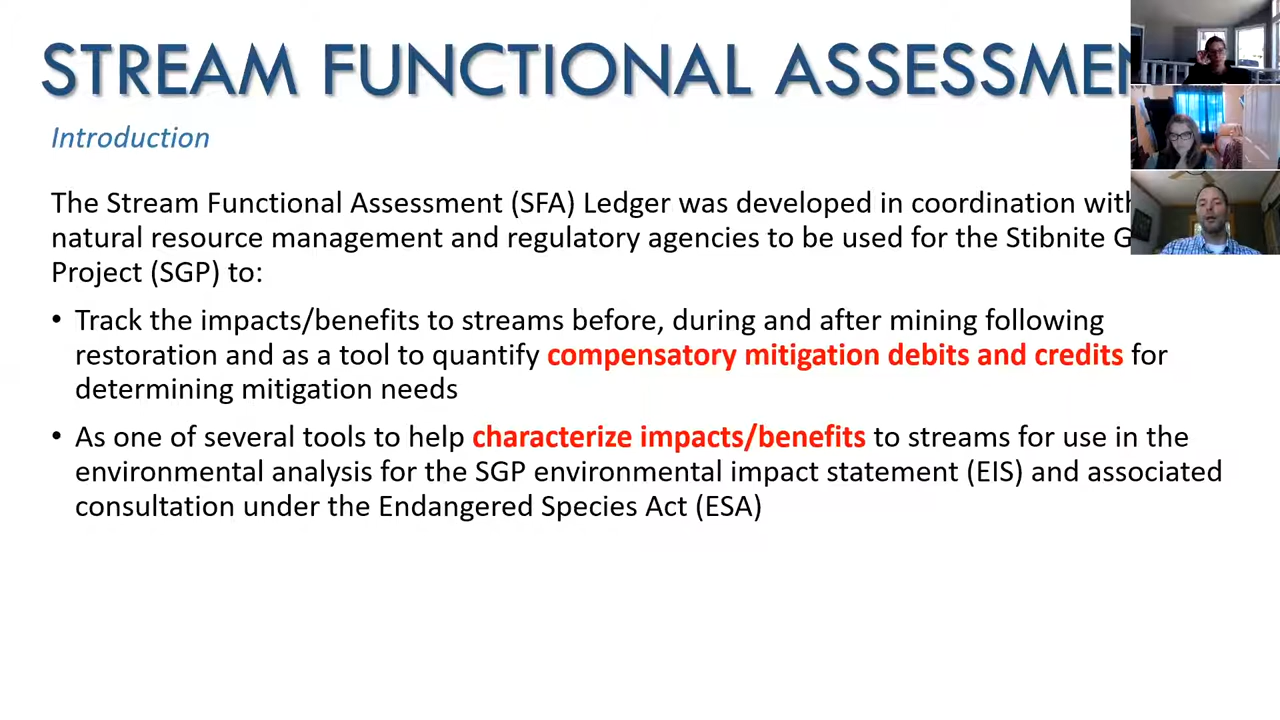 STREAM FUNCTIONAL ASSESSMEN
Introduction
The Stream Functional Assessment (SFA) Ledger was developed in coordination with
natural resource management and regulatory agencies to be used for the Stibnite G
Project (SGP) to:
• Track the impacts/benefits to streams before, during and after mining following
restoration and as a tool to quantify compensatory mitigation debits and credits for
determining mitigation needs
• As one of several tools to help characterize impacts/benefits to streams for use in the
environmental analysis for the SGP environmental impact statement (EIS) and associated
consultation under the Endangered Species Act (ESA)